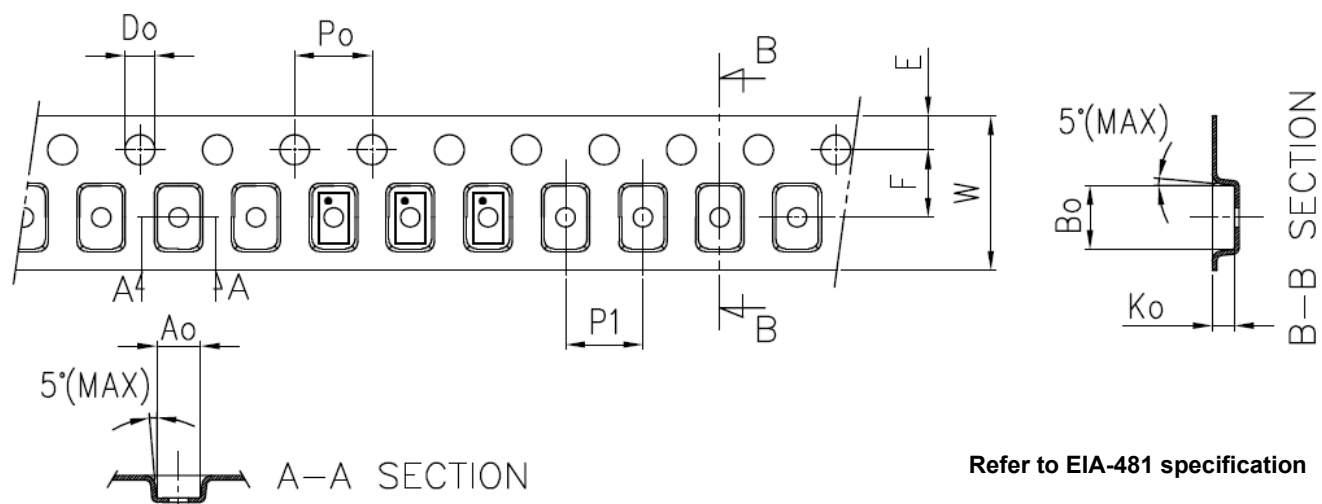 Do
Po
B
E
5°(MAX)
F
W
Bo
B-B SECTION
A
A
Ao
P1
B
Ko
5°(MAX)
A-A SECTION
Refer to EIA-481 specification